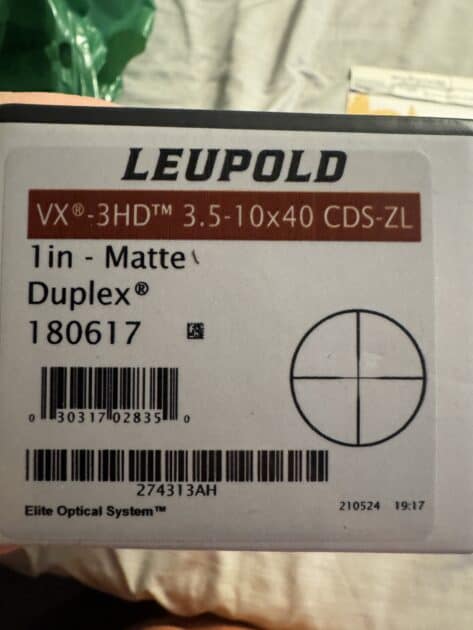 LEUPOLD
VX®-3HD™ 3.5-10x40 CDS-ZL
1in - Matte
Duplex®
180617
0 30317 02835 0
274313AH
Elite Optical System™
210524 19:17